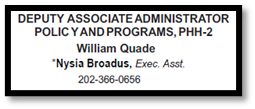 DEPUTY ASSOCIATE ADMINISTRATOR
POLICY AND PROGRAMS, PHH-2
William Quade
*Nysia Broadus, Exec. Asst.
202-366-0656